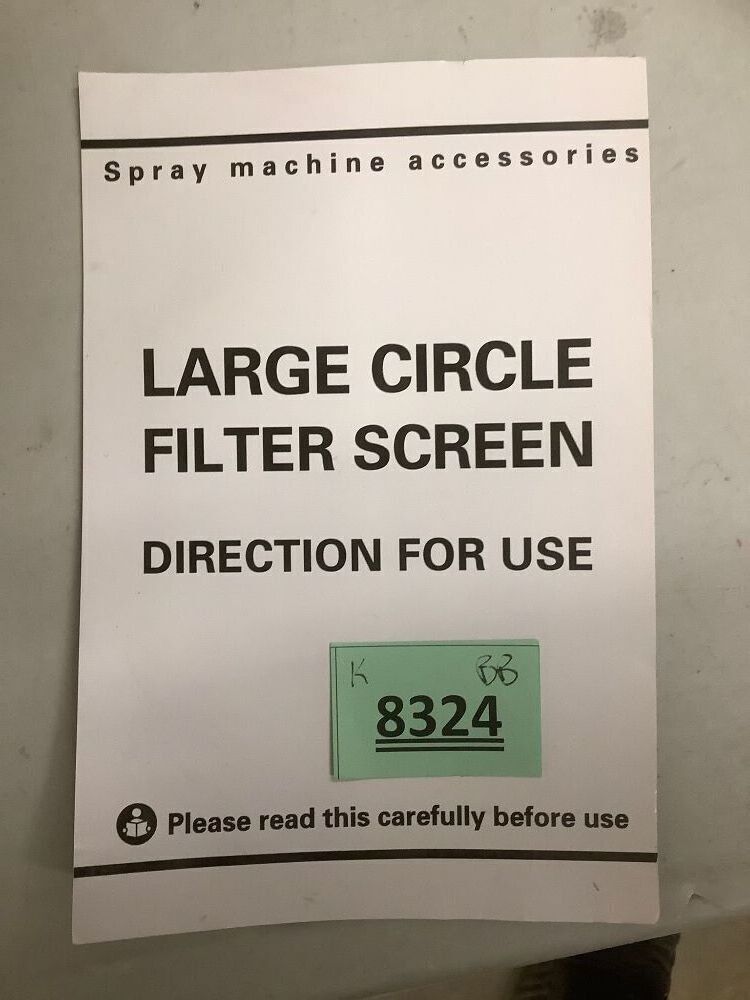 Spray machine accessories
LARGE CIRCLE
FILTER SCREEN
DIRECTION FOR USE
K BB
8324
Please read this carefully before use